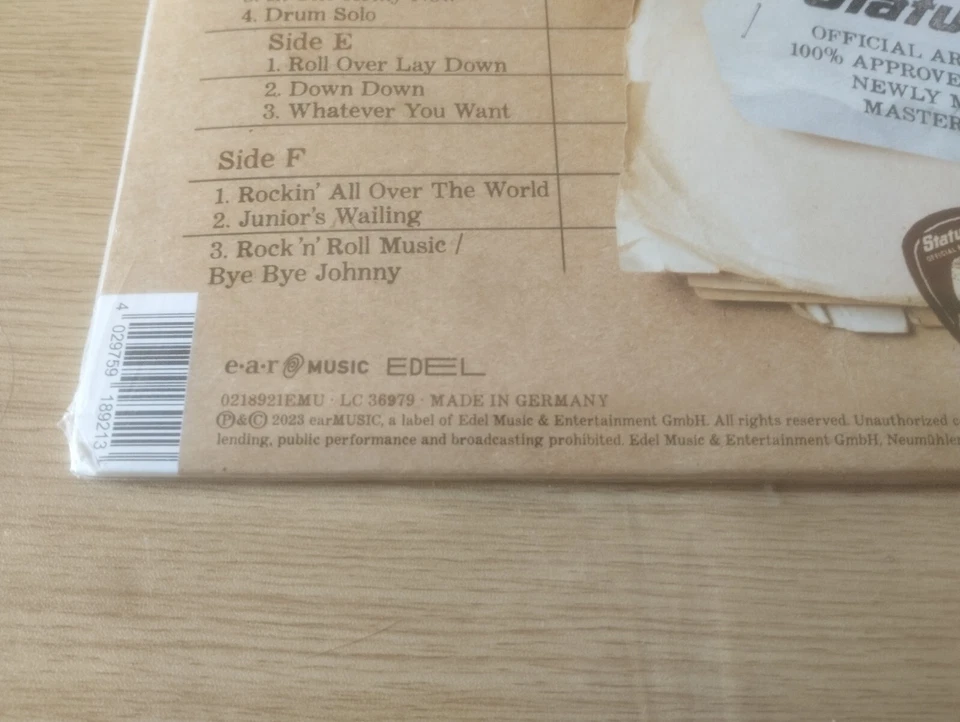 4. Drum Solo
Side E
1. Roll Over Lay Down
2. Down Down
3. Whatever You Want
Side F
1. Rockin' All Over The World
2. Junior's Wailing
3. Rock 'n' Roll Music /
Bye Bye Johnny
Statu
OFFICIAL AR
100% APPROVE
NEWLY M
MASTER
Statu
e·a·r MUSIC EDEL
0218921EMU · LC 36979 · MADE IN GERMANY
Ⓟ&© 2023 earMUSIC, a label of Edel Music & Entertainment GmbH. All rights reserved. Unauthorized c
lending, public performance and broadcasting prohibited. Edel Music & Entertainment GmbH, Neumühle
4 029759 189213